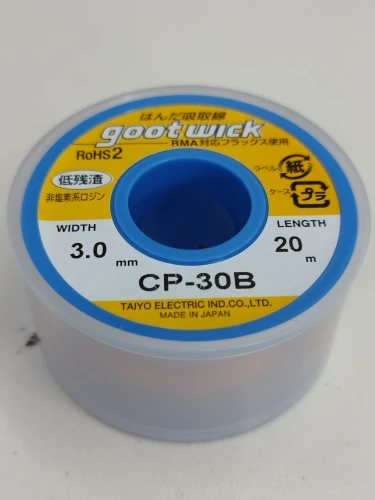 はんだ吸取線
goot wick
RoHS2
RMA対応フラックス使用
低残渣
非塩素系ロジン
ラベル
紙
ケース
プラ
WIDTH
3.0 mm
LENGTH
20 m
CP-30B
TAIYO ELECTRIC IND.CO.,LTD.
MADE IN JAPAN